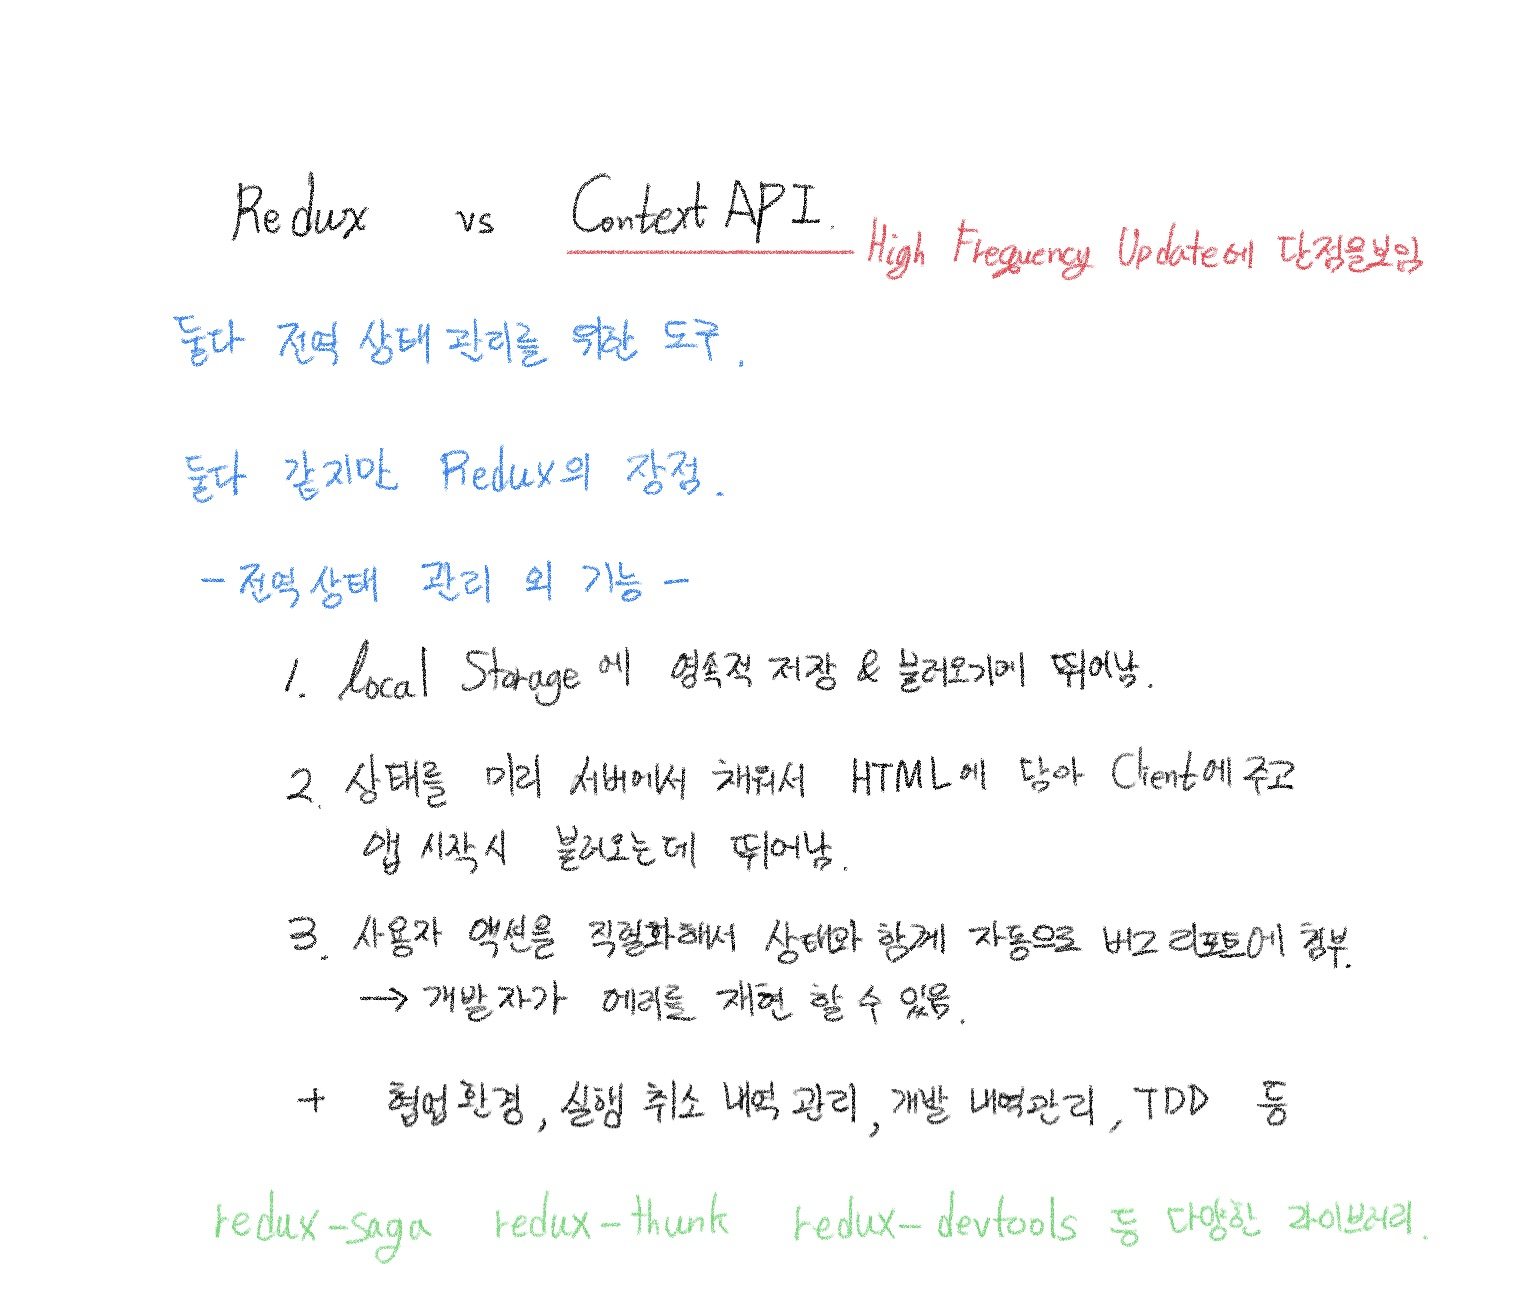 Redux vs Context API.
High Frequency Update에 단점을보임
둘다 전역 상태 관리를 위한 도구.
둘다 같지만 Redux의 장점.
- 전역상태 관리 외 기능 -
1. local Storage에 영속적 저장 & 불러오기에 뛰어남.
2. 상태를 미리 서버에서 채워서 HTML에 담아 Client에 주고
앱 시작시 불러오는데 뛰어남.
3. 사용자 액션을 직렬화해서 상태와 함께 자동으로 버그 리포트에 첨부.
→ 개발자가 에러를 재현 할 수 있음.
+ 협업환경, 실행 취소 내역 관리, 개발 내역관리, TDD 등
redux-saga redux-thunk redux-devtools 등 다양한 라이브러리.